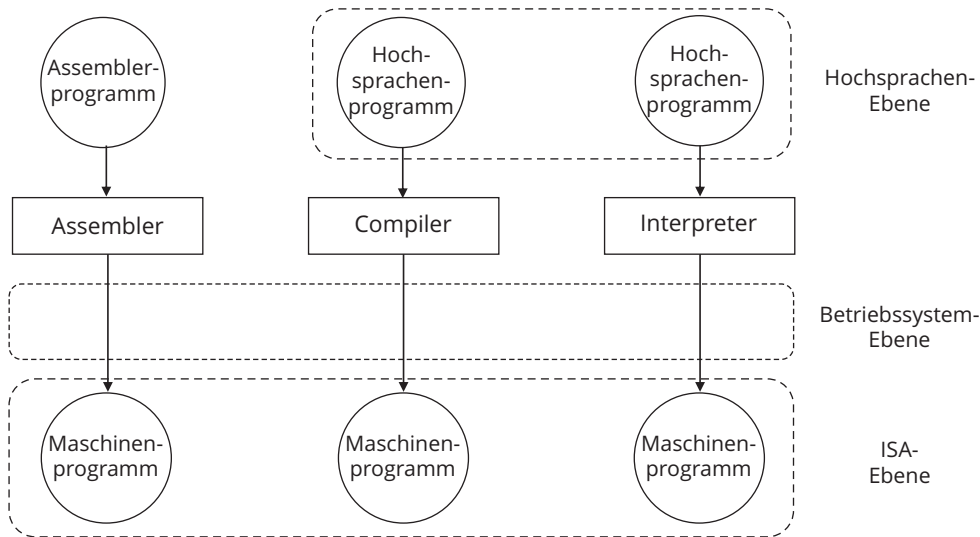 Assembler-
programm
Hoch-
sprachen-
programm
Hoch-
sprachen-
programm
Hochsprachen-
Ebene
Assembler
Compiler
Interpreter
Betriebssystem-
Ebene
Maschinen-
programm
Maschinen-
programm
Maschinen-
programm
ISA-
Ebene